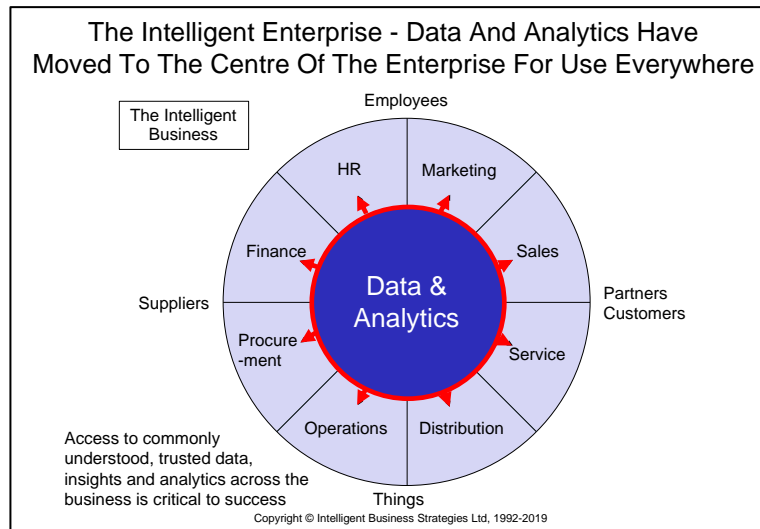 The Intelligent Enterprise - Data And Analytics Have
Moved To The Centre Of The Enterprise For Use Everywhere
The Intelligent
Business
Employees
HR
Marketing
Finance
Sales
Data &
Analytics
Suppliers
Partners
Customers
Procure
-ment
Service
Operations
Distribution
Access to commonly
understood, trusted data,
insights and analytics across the
business is critical to success
Things
Copyright © Intelligent Business Strategies Ltd, 1992-2019